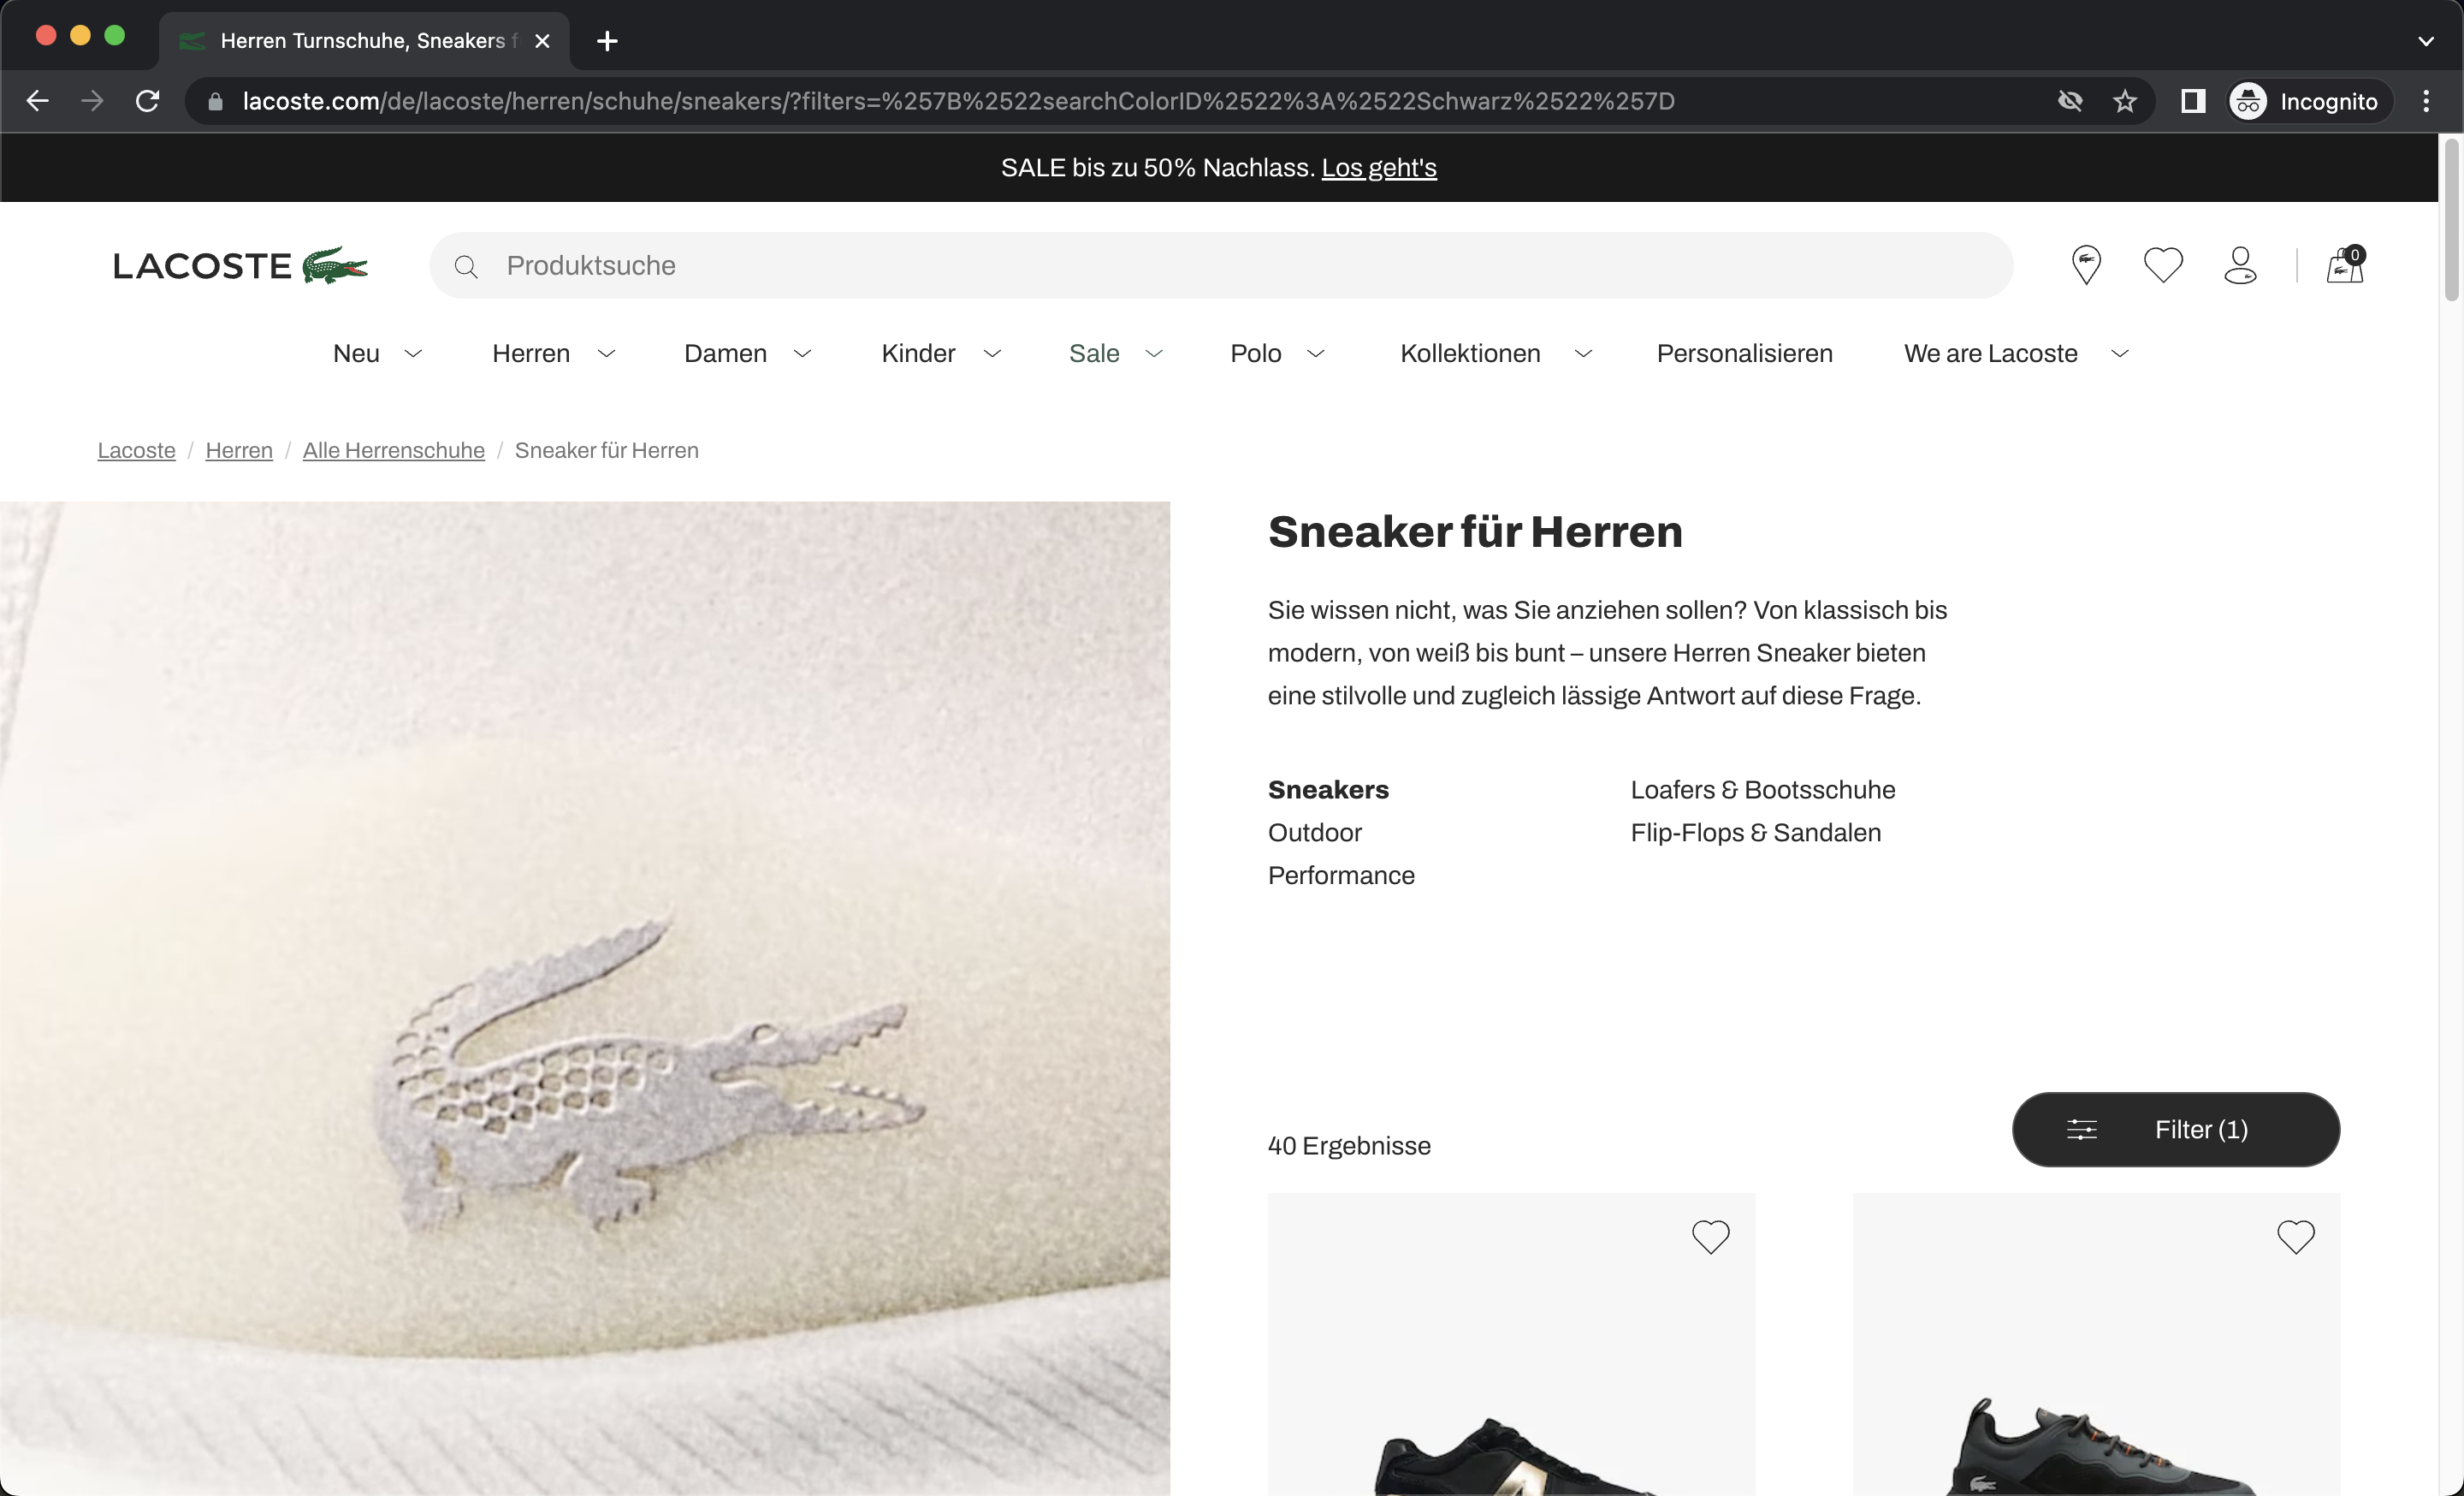 Herren Turnschuhe, Sneakers f
lacoste.com/de/lacoste/herren/schuhe/sneakers/?filters=%257B%2522searchColorID%2522%3A%2522Schwarz%2522%257D
Incognito
SALE bis zu 50% Nachlass. Los geht's
LACOSTE
Produktsuche
0
Neu Herren Damen Kinder Sale Polo Kollektionen Personalisieren We are Lacoste
Lacoste / Herren / Alle Herrenschuhe / Sneaker für Herren
Sneaker für Herren
Sie wissen nicht, was Sie anziehen sollen? Von klassisch bis
modern, von weiß bis bunt – unsere Herren Sneaker bieten
eine stilvolle und zugleich lässige Antwort auf diese Frage.
Sneakers
Outdoor
Performance
Loafers & Bootsschuhe
Flip-Flops & Sandalen
40 Ergebnisse
Filter (1)